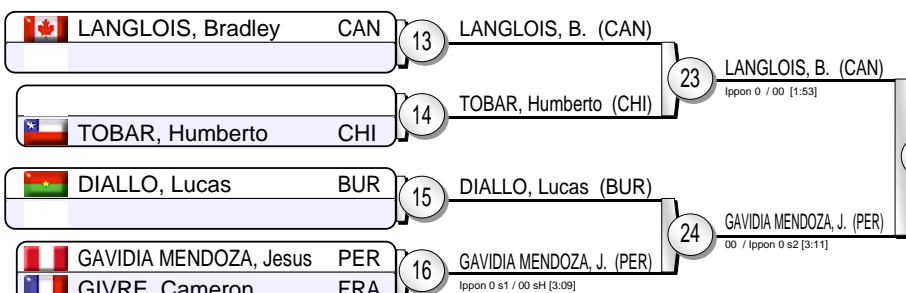 LANGLOIS, Bradley CAN
13
LANGLOIS, B. (CAN)
23
LANGLOIS, B. (CAN)
Ippon 0 / 00 [1:53]
14
TOBAR, Humberto (CHI)
TOBAR, Humberto CHI
DIALLO, Lucas BUR
15
DIALLO, Lucas (BUR)
24
GAVIDIA MENDOZA, J. (PER)
00 / Ippon 0 s2 [3:11]
GAVIDIA MENDOZA, Jesus PER
16
GAVIDIA MENDOZA, J. (PER)
Ippon 0 s1 / 00 sH [3:09]
GIVRE, Cameron FRA